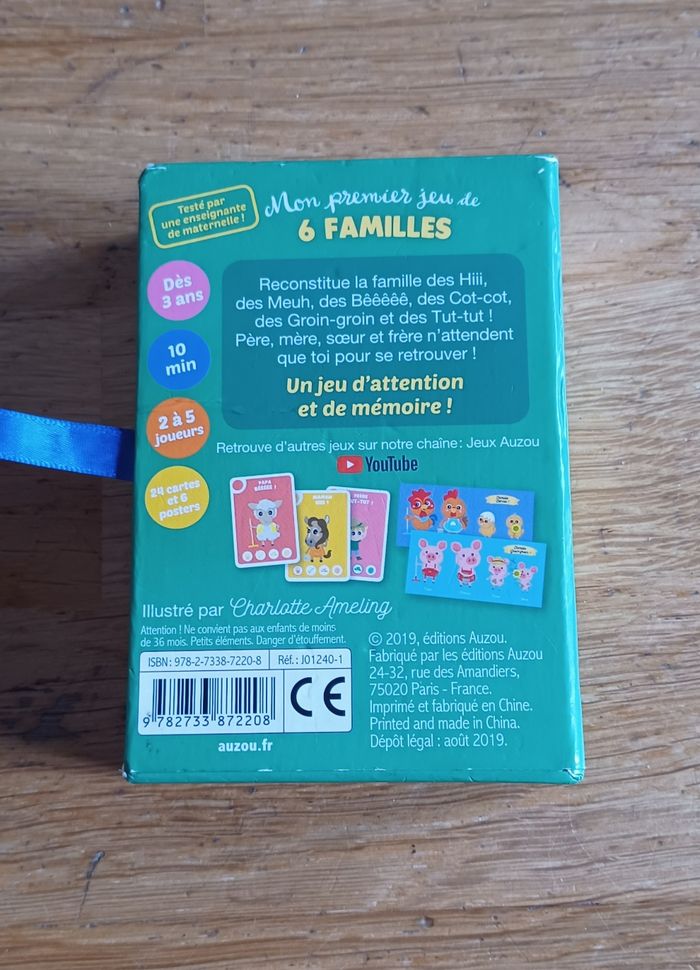 Testé par
une enseignante
de maternelle !
Mon premier jeu de
6 FAMILLES
Dès
3 ans
10
min
2 à 5
joueurs
24 cartes
et 6
posters
Reconstitue la famille des Hiii,
des Meuh, des Bêêêêê, des Cot-cot,
des Groin-groin et des Tut-tut !
Père, mère, sœur et frère n'attendent
que toi pour se retrouver !
Un jeu d'attention
et de mémoire !
Retrouve d'autres jeux sur notre chaîne : Jeux Auzou
YouTube
PAPA
MAMAN
Illustré par Charlotte Ameling
Attention ! Ne convient pas aux enfants de moins
de 36 mois. Petits éléments. Danger d'étouffement.
ISBN : 978-2-7338-7220-8
Réf. : J01240-1
9 782733 872208
CE
auzou.fr
© 2019, éditions Auzou.
Fabriqué par les éditions Auzou
24-32, rue des Amandiers,
75020 Paris - France.
Imprimé et fabriqué en Chine.
Printed and made in China.
Dépôt légal : août 2019.